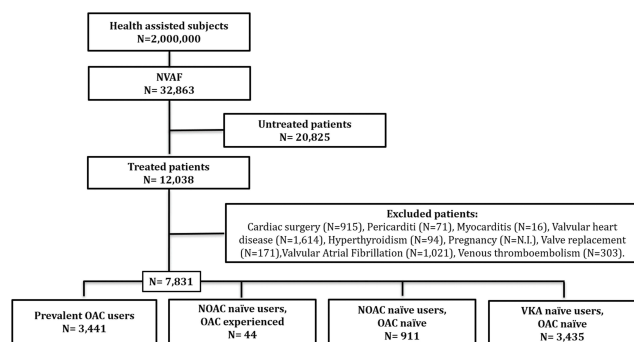 Health assisted subjects
N=2,000,000
NVAF
N= 32,863
Untreated patients
N= 20,825
Treated patients
N= 12,038
Excluded patients:
Cardiac surgery (N=915), Pericarditi (N=71), Myocarditis (N=16), Valvular heart
disease (N=1,614), Hyperthyroidism (N=94), Pregnancy (N=N.I.), Valve replacement
(N=171),Valvular Atrial Fibrillation (N=1,021), Venous thromboembolism (N=303).
N= 7,831
Prevalent OAC users
N= 3,441
NOAC naïve users,
OAC experienced
N= 44
NOAC naïve users,
OAC naïve
N= 911
VKA naïve users,
OAC naïve
N= 3,435